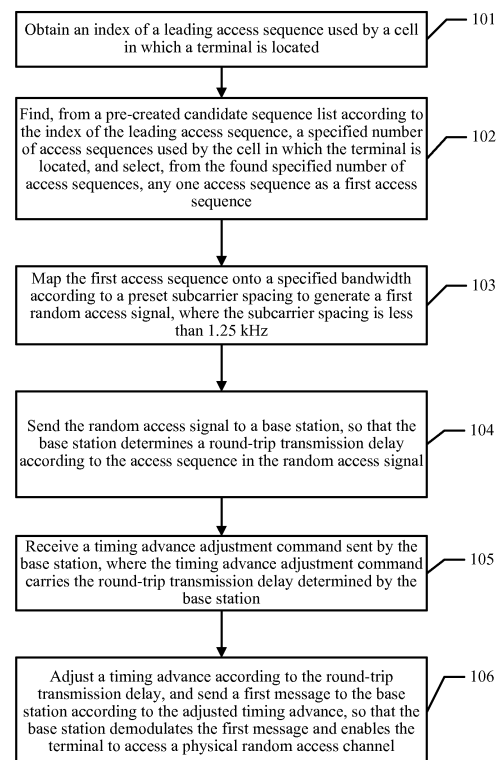 Obtain an index of a leading access sequence used by a cell
in which a terminal is located
101
Find, from a pre-created candidate sequence list according to
the index of the leading access sequence, a specified number
of access sequences used by the cell in which the terminal is
located, and select, from the found specified number of
access sequences, any one access sequence as a first access
sequence
102
Map the first access sequence onto a specified bandwidth
according to a preset subcarrier spacing to generate a first
random access signal, where the subcarrier spacing is less
than 1.25 kHz
103
Send the random access signal to a base station, so that the
base station determines a round-trip transmission delay
according to the access sequence in the random access signal
104
Receive a timing advance adjustment command sent by the
base station, where the timing advance adjustment command
carries the round-trip transmission delay determined by the
base station
105
Adjust a timing advance according to the round-trip
transmission delay, and send a first message to the base
station according to the adjusted timing advance, so that the
base station demodulates the first message and enables the
terminal to access a physical random access channel
106